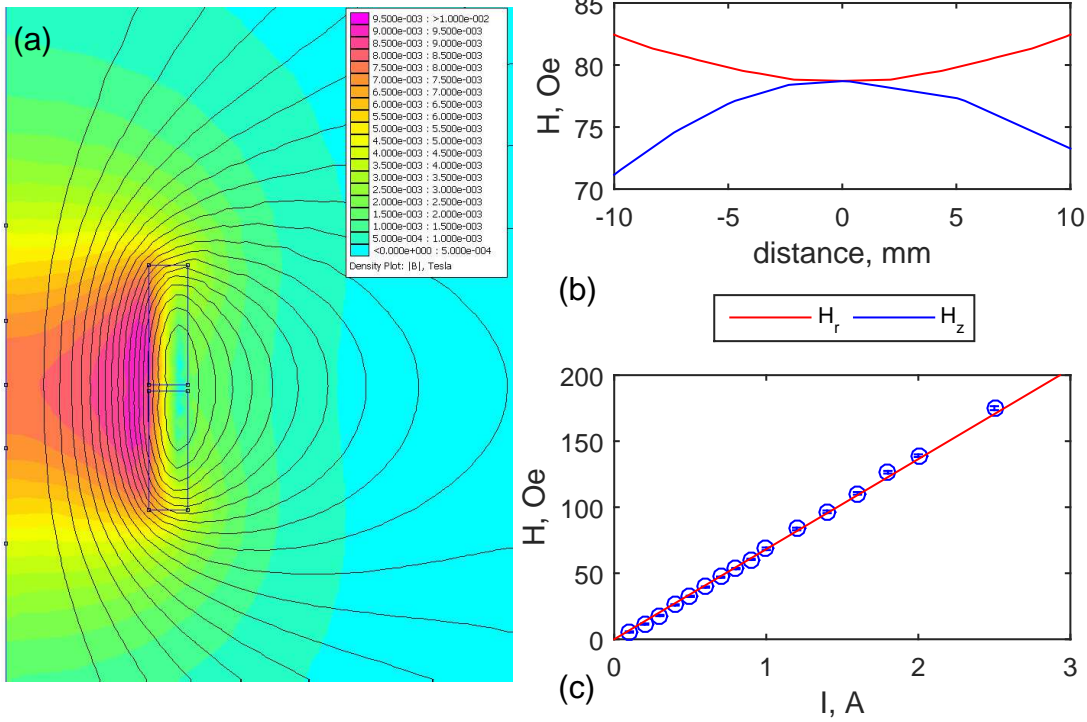 (a)
9.500e-003 : >1.000e-002
9.000e-003 : 9.500e-003
8.500e-003 : 9.000e-003
8.000e-003 : 8.500e-003
7.500e-003 : 8.000e-003
7.000e-003 : 7.500e-003
6.500e-003 : 7.000e-003
6.000e-003 : 6.500e-003
5.500e-003 : 6.000e-003
5.000e-003 : 5.500e-003
4.500e-003 : 5.000e-003
4.000e-003 : 4.500e-003
3.500e-003 : 4.000e-003
3.000e-003 : 3.500e-003
2.500e-003 : 3.000e-003
2.000e-003 : 2.500e-003
1.500e-003 : 2.000e-003
1.000e-003 : 1.500e-003
5.000e-004 : 1.000e-003
<0.000e+000 : 5.000e-004
Density Plot: |B|, Tesla
H, Oe
85
80
75
70
-10
-5
0
5
10
distance, mm
(b)
H_r
H_z
H, Oe
200
150
100
50
0
0
1
2
3
I, A
(c)